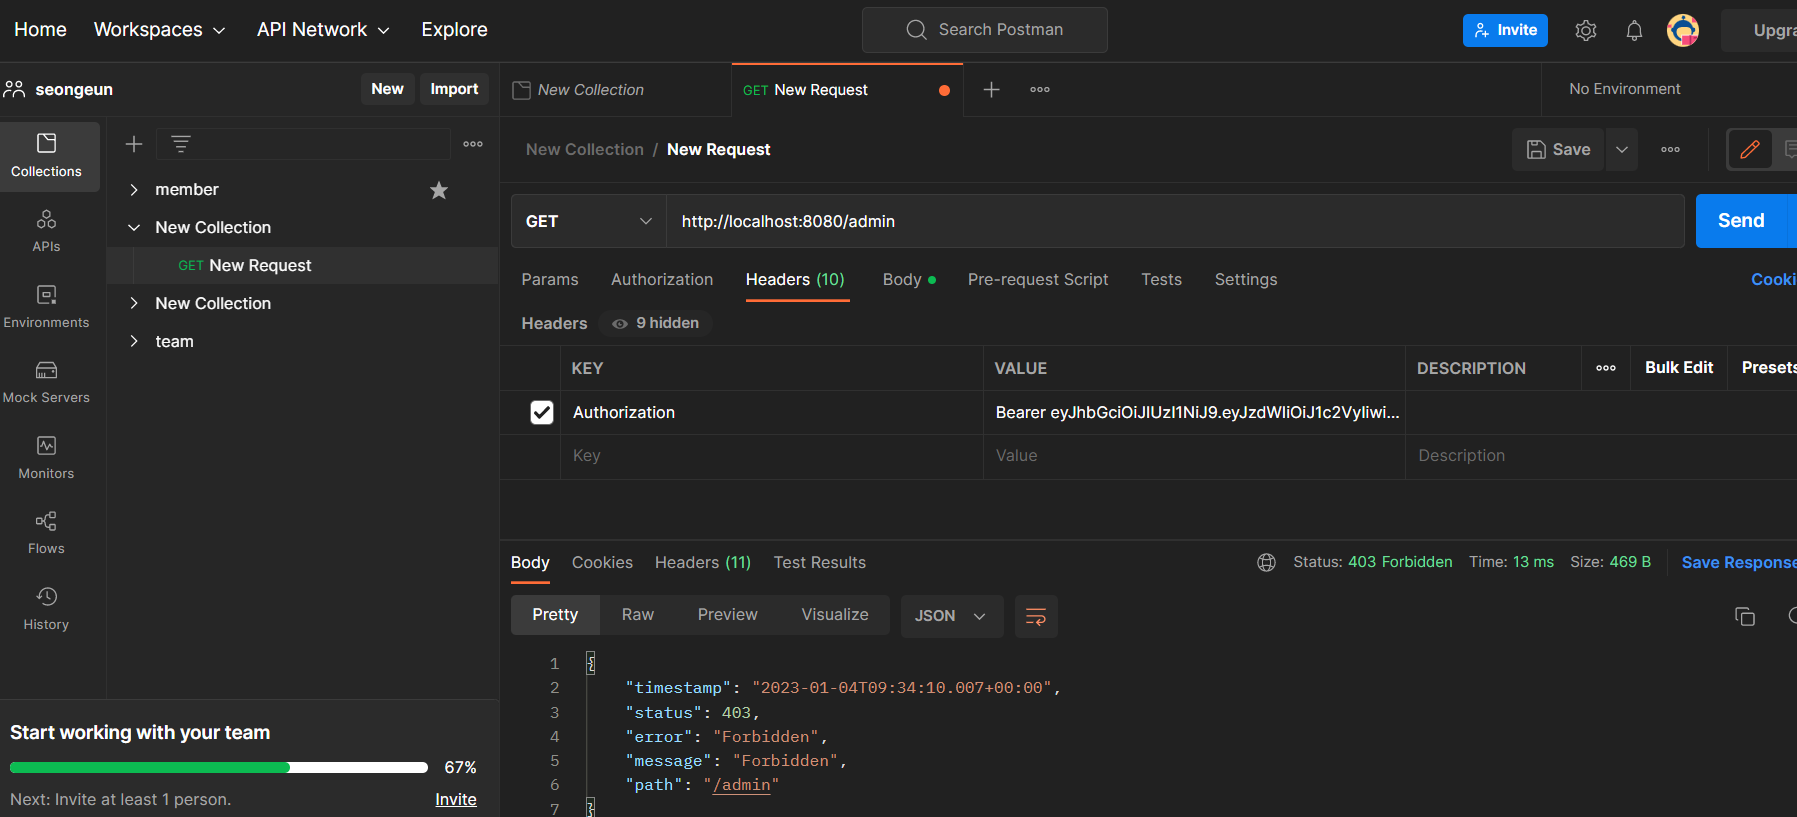 Home Workspaces API Network Explore Search Postman Invite Upgra
seongeun New Import New Collection GET New Request No Environment
Collections
member
New Collection
GET New Request
New Collection
team
APIs
Environments
Mock Servers
Monitors
Flows
History
Start working with your team
67%
Next: Invite at least 1 person. Invite
New Collection / New Request Save
GET http://localhost:8080/admin Send
Params Authorization Headers (10) Body Pre-request Script Tests Settings Cooki
Headers 9 hidden
KEY VALUE DESCRIPTION Bulk Edit Presets
Authorization Bearer eyJhbGciOiJIUzI1NiJ9.eyJzdWIiOiJ1c2VyIiwi...
Key Value Description
Body Cookies Headers (11) Test Results Status: 403 Forbidden Time: 13 ms Size: 469 B Save Response
Pretty Raw Preview Visualize JSON
1 {
2 "timestamp": "2023-01-04T09:34:10.007+00:00",
3 "status": 403,
4 "error": "Forbidden",
5 "message": "Forbidden",
6 "path": "/admin"
7 }